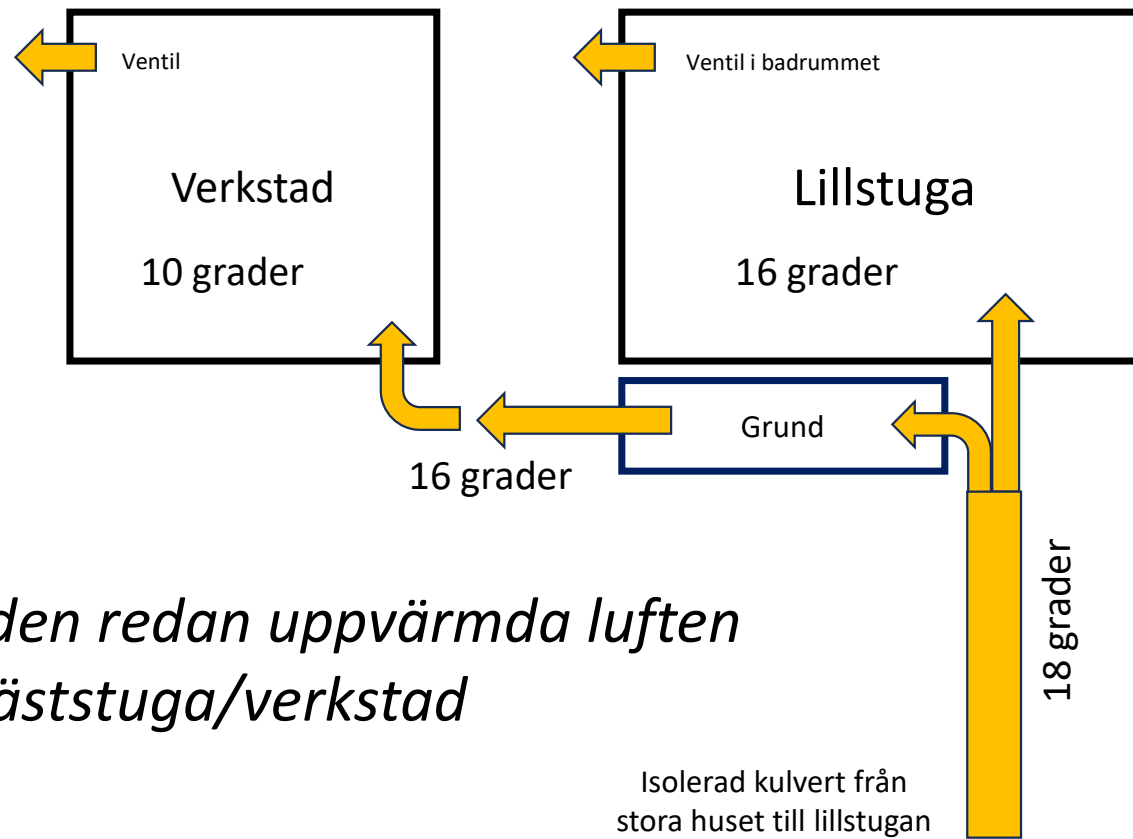 Ventil
Ventil i badrummet
Verkstad
Lillstuga
10 grader
16 grader
Grund
16 grader
18 grader
den redan uppvärmda luften
äststuga/verkstad
Isolerad kulvert från
stora huset till lillstugan